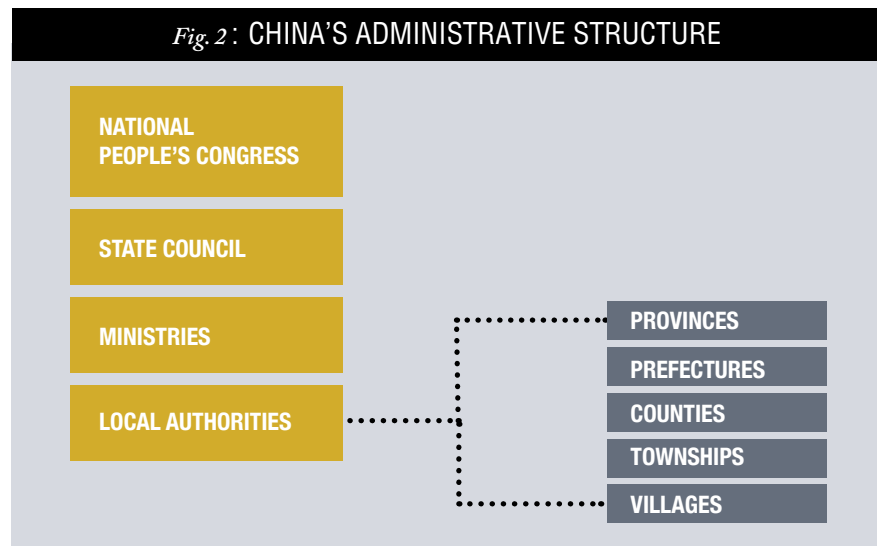 Fig. 2: CHINA'S ADMINISTRATIVE STRUCTURE
NATIONAL
PEOPLE'S CONGRESS
STATE COUNCIL
MINISTRIES
LOCAL AUTHORITIES
PROVINCES
PREFECTURES
COUNTIES
TOWNSHIPS
VILLAGES